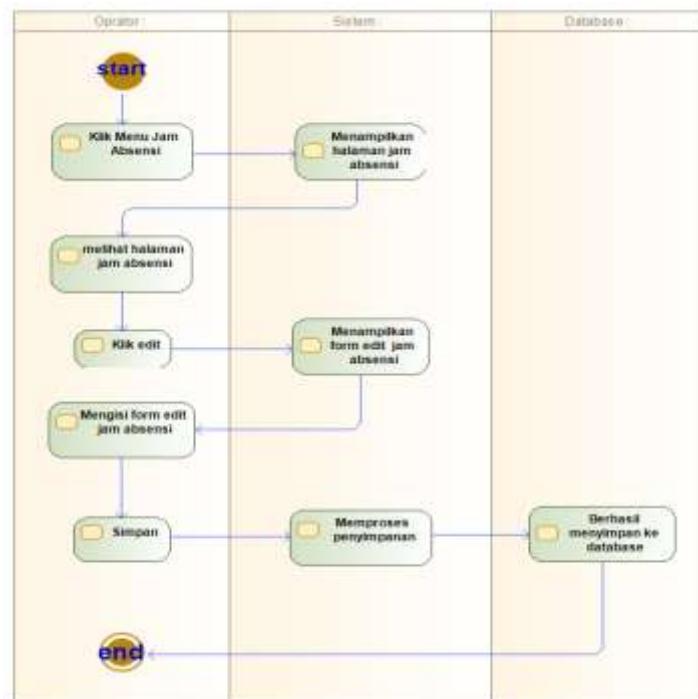 Oprator
Sistem
Database
start
Klik Menu Jam
Absensi
Menampilkan
halaman jam
absensi
melihat halaman
jam absensi
Klik edit
Menampilkan
form edit jam
absensi
Mengisi form edit
jam absensi
Simpan
Memproses
penyimpanan
Berhasil
menyimpan ke
database
end